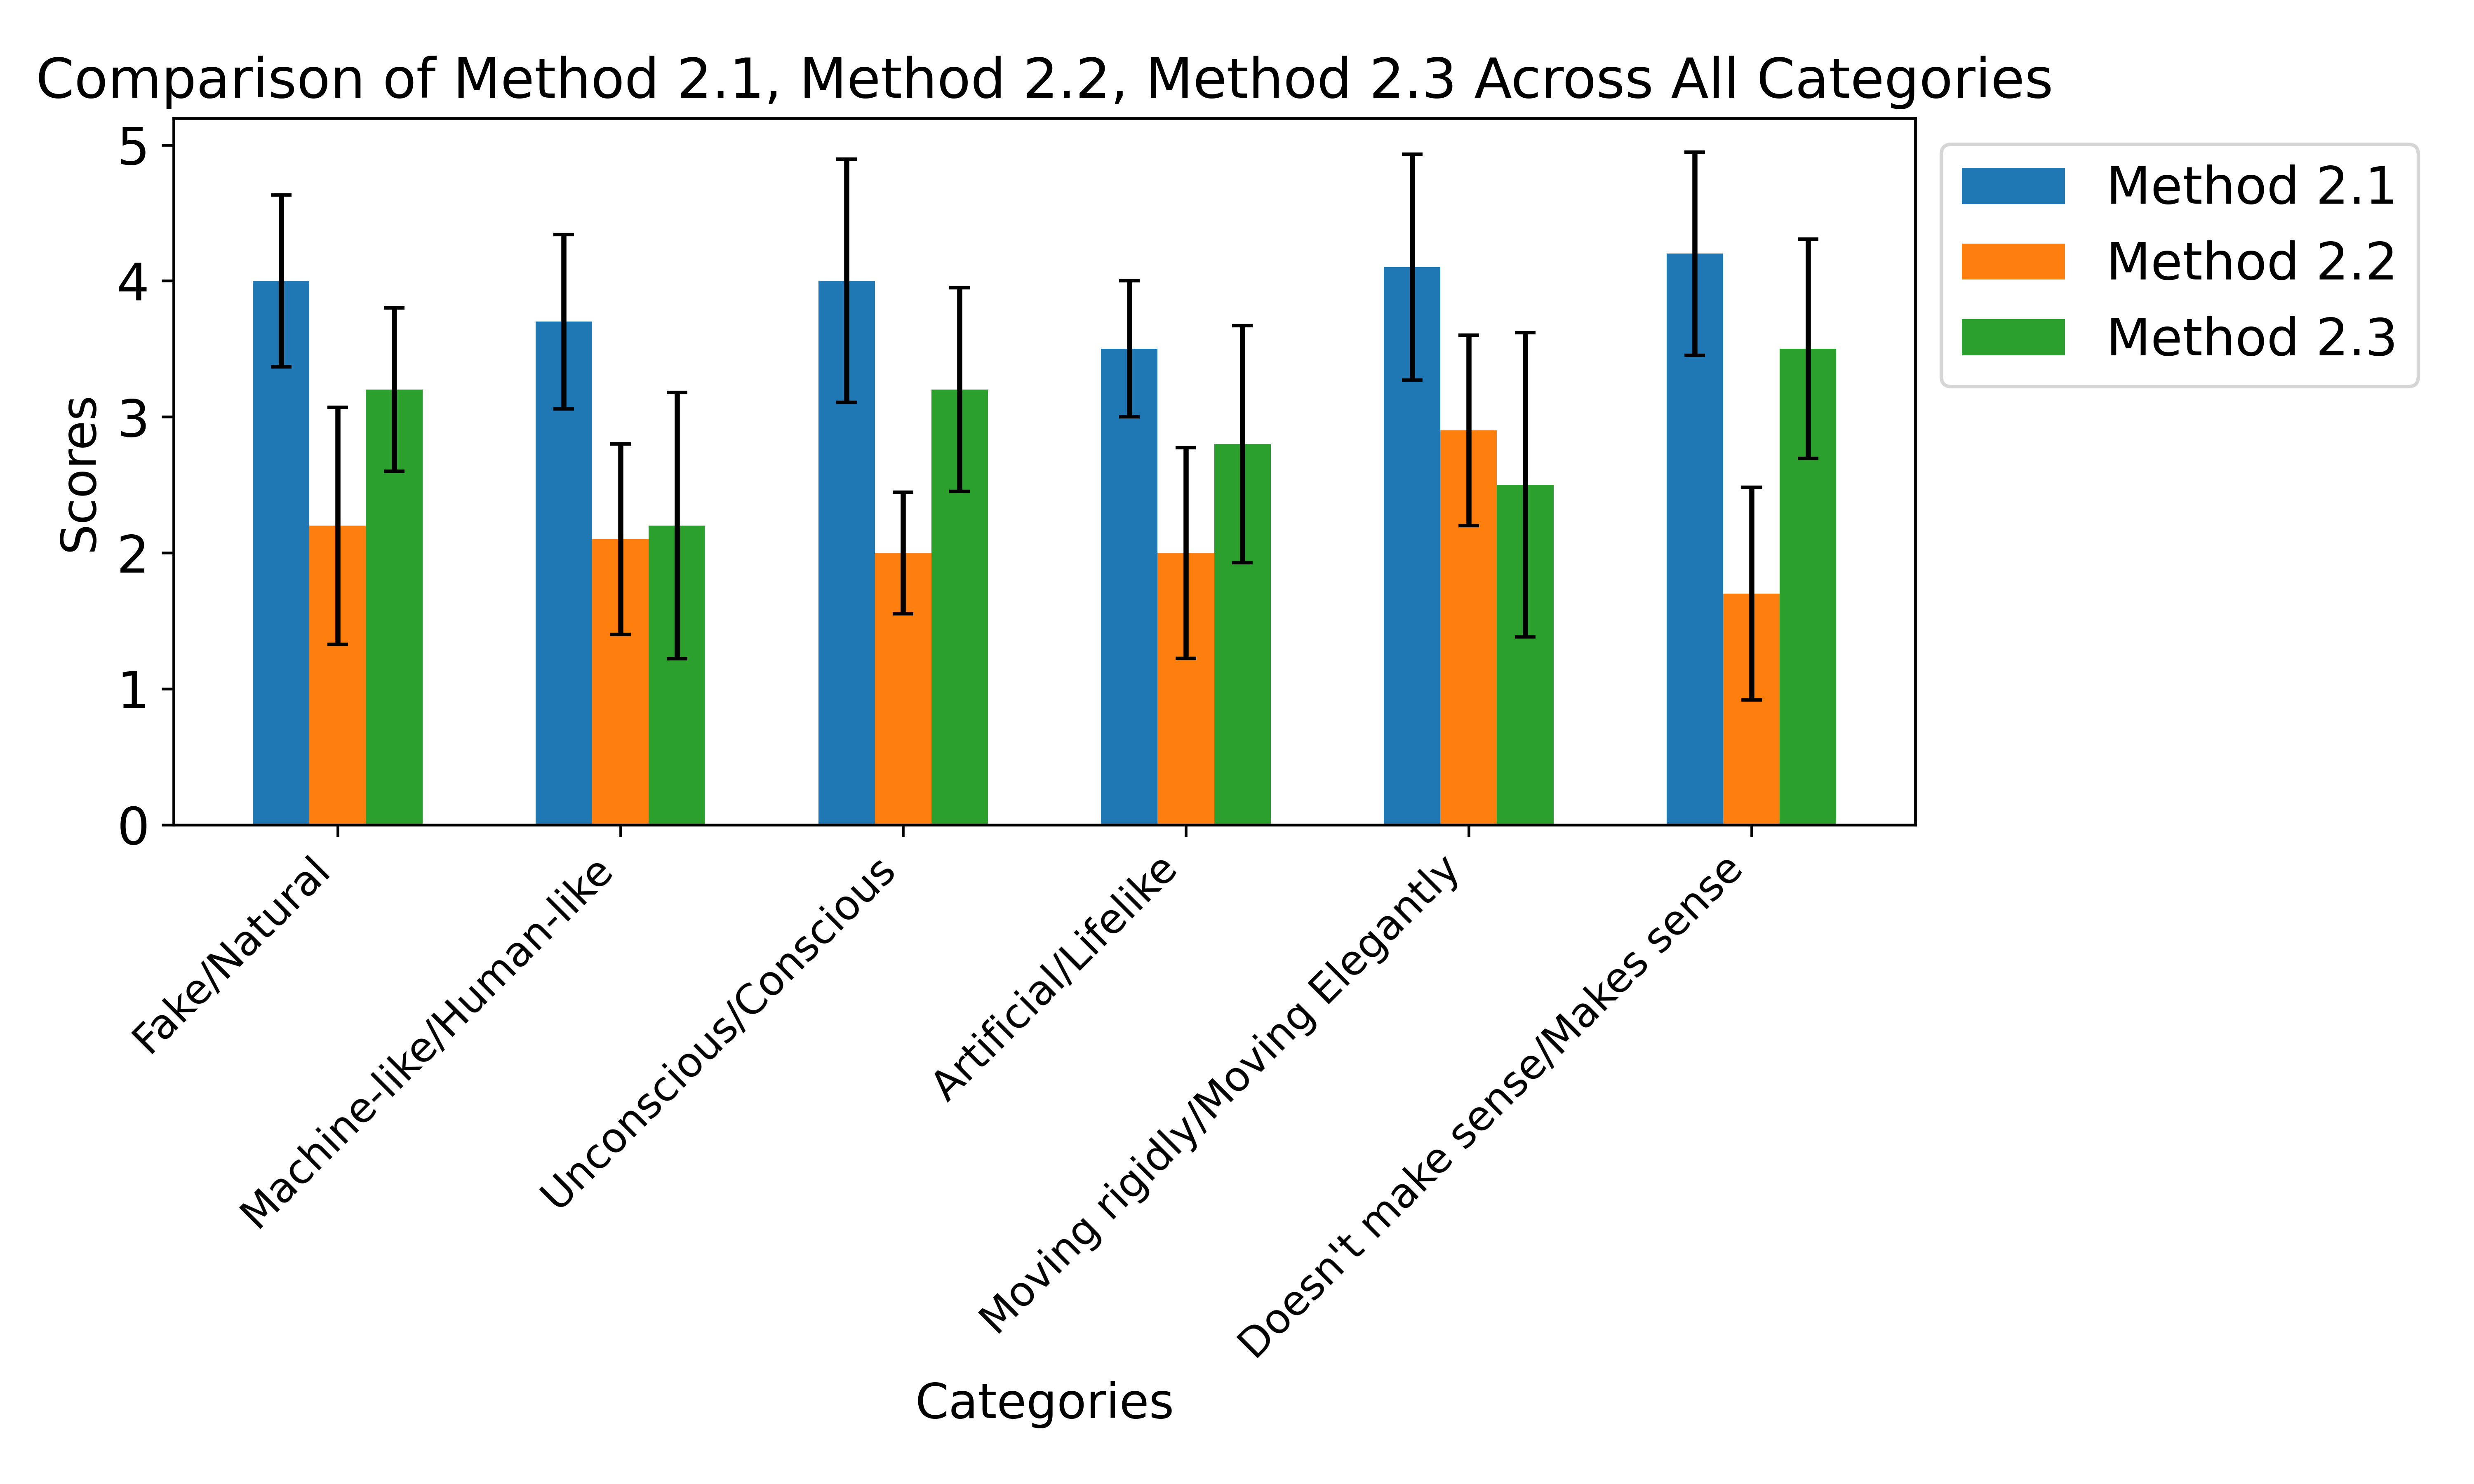 Comparison of Method 2.1, Method 2.2, Method 2.3 Across All Categories
5
4
3
2
1
0
Scores
Method 2.1
Method 2.2
Method 2.3
Fake/Natural
Machine-like/Human-like
Unconscious/Conscious
Artificial/Lifelike
Moving rigidly/Moving Elegantly
Doesn't make sense/Makes sense
Categories